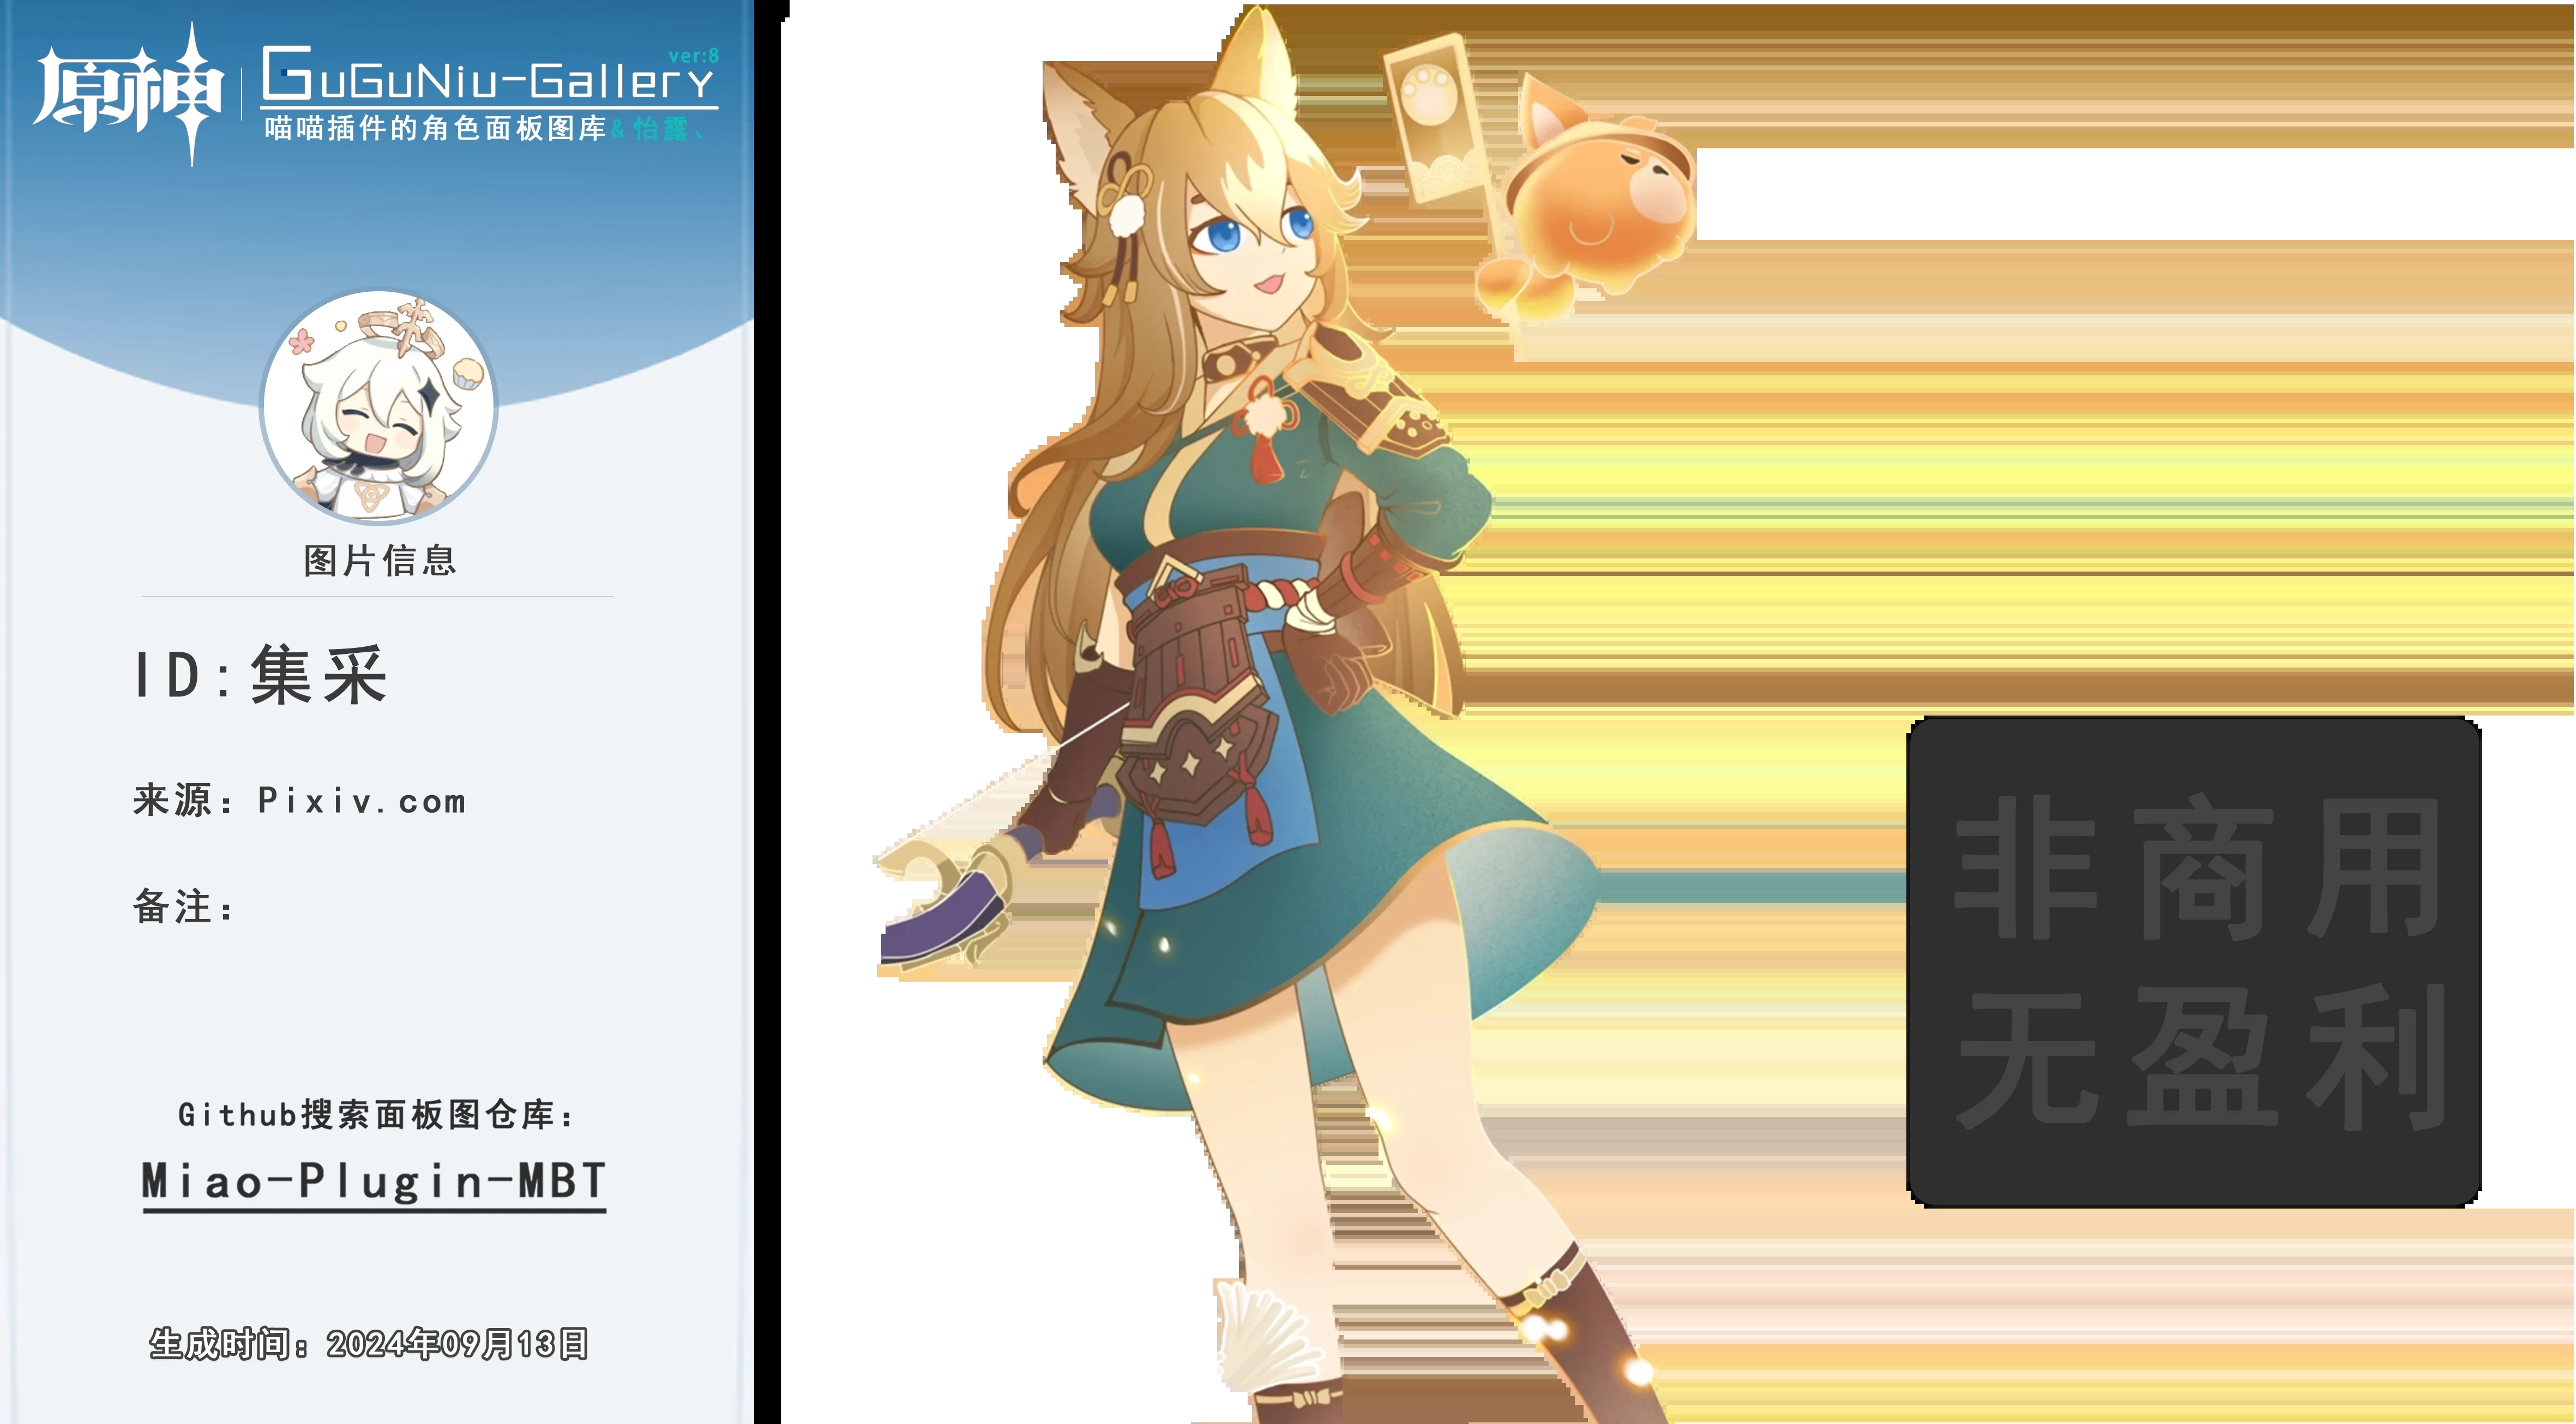 原神
GuGuNiu-Gallery
ver:8
喵喵插件的角色面板图库&怡露、
图片信息
ID:集采
来源：Pixiv.com
备注：
Github搜索面板图仓库：
Miao-Plugin-MBT
生成时间：2024年09月13日
非商用
无盈利